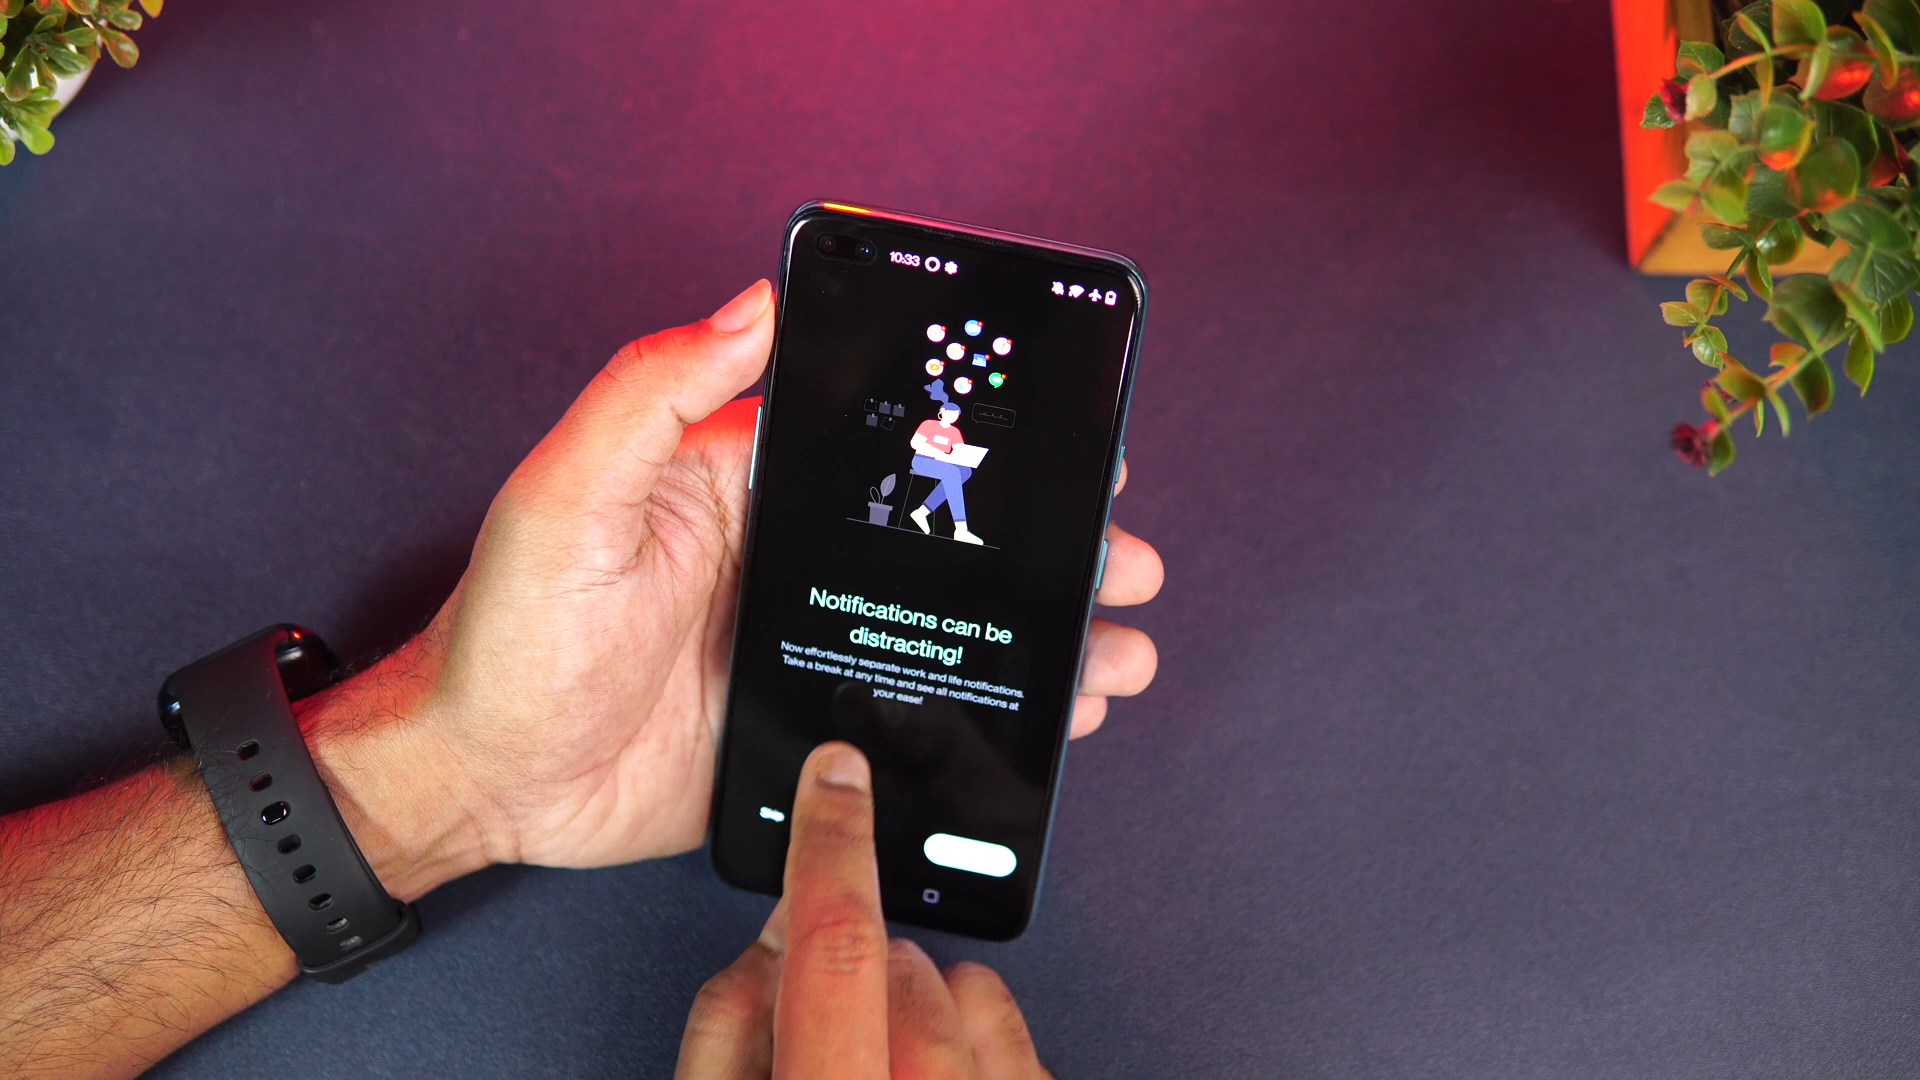 10:33
Notifications can be
distracting!
Now effortlessly separate work and life notifications.
Take a break at any time and see all notifications at
your ease!
Skip